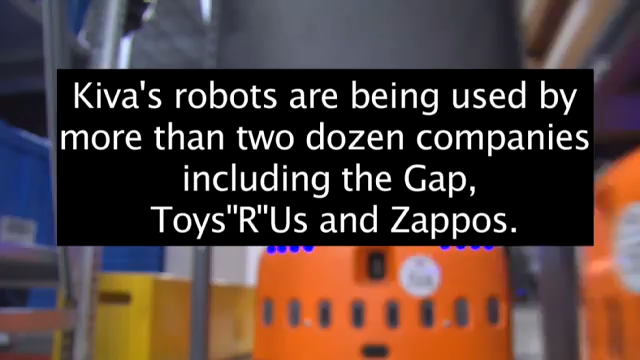 Kiva's robots are being used by
more than two dozen companies
including the Gap,
Toys"R"Us and Zappos.